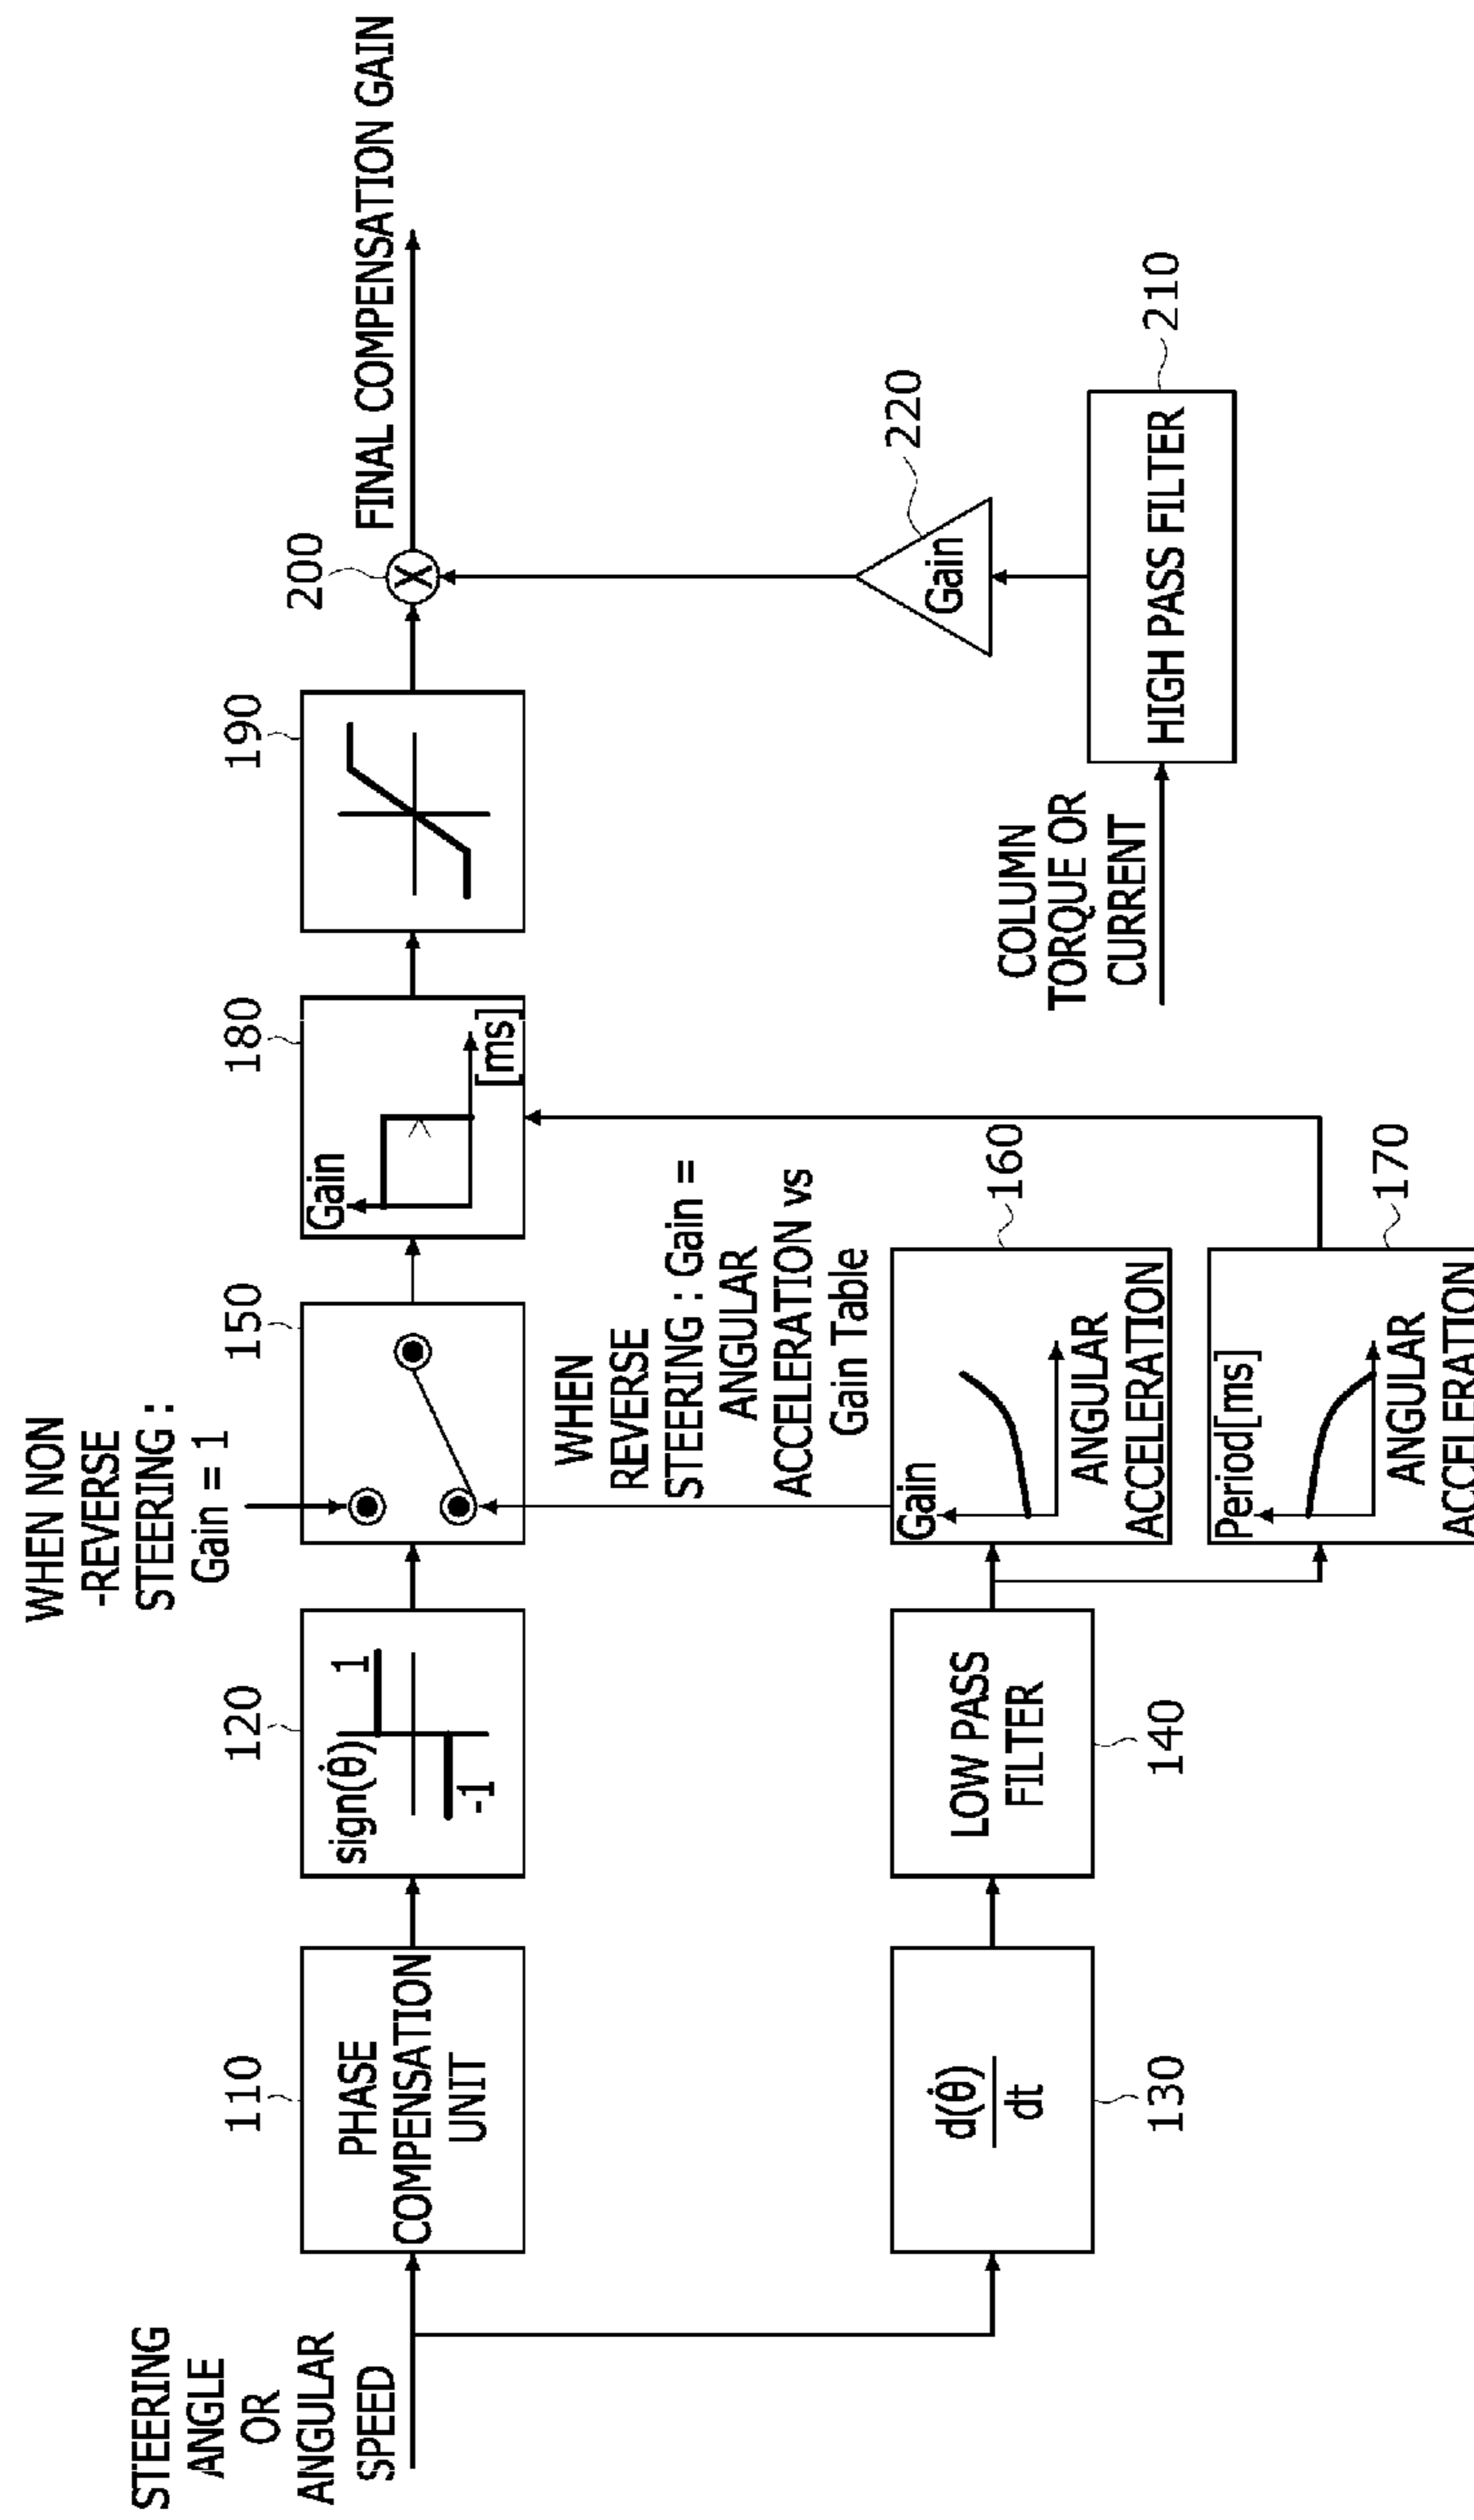 STEERING
ANGLE
OR
ANGULAR
SPEED
110
PHASE
COMPENSATION
UNIT
120
sign(θ̇)
1
-1
WHEN NON
-REVERSE
STEERING :
Gain = 1
150
180
Gain
[ms]
190
200
X
FINAL COMPENSATION GAIN
WHEN
REVERSE
STEERING : Gain =
ANGULAR
ACCELERATION vs
Gain Table
d(θ̇)
dt
130
LOW PASS
FILTER
140
Gain
ANGULAR
ACCELERATION
160
Period[ms]
ANGULAR
ACCELERATION
170
COLUMN
TORQUE OR
CURRENT
HIGH PASS FILTER
210
Gain
220